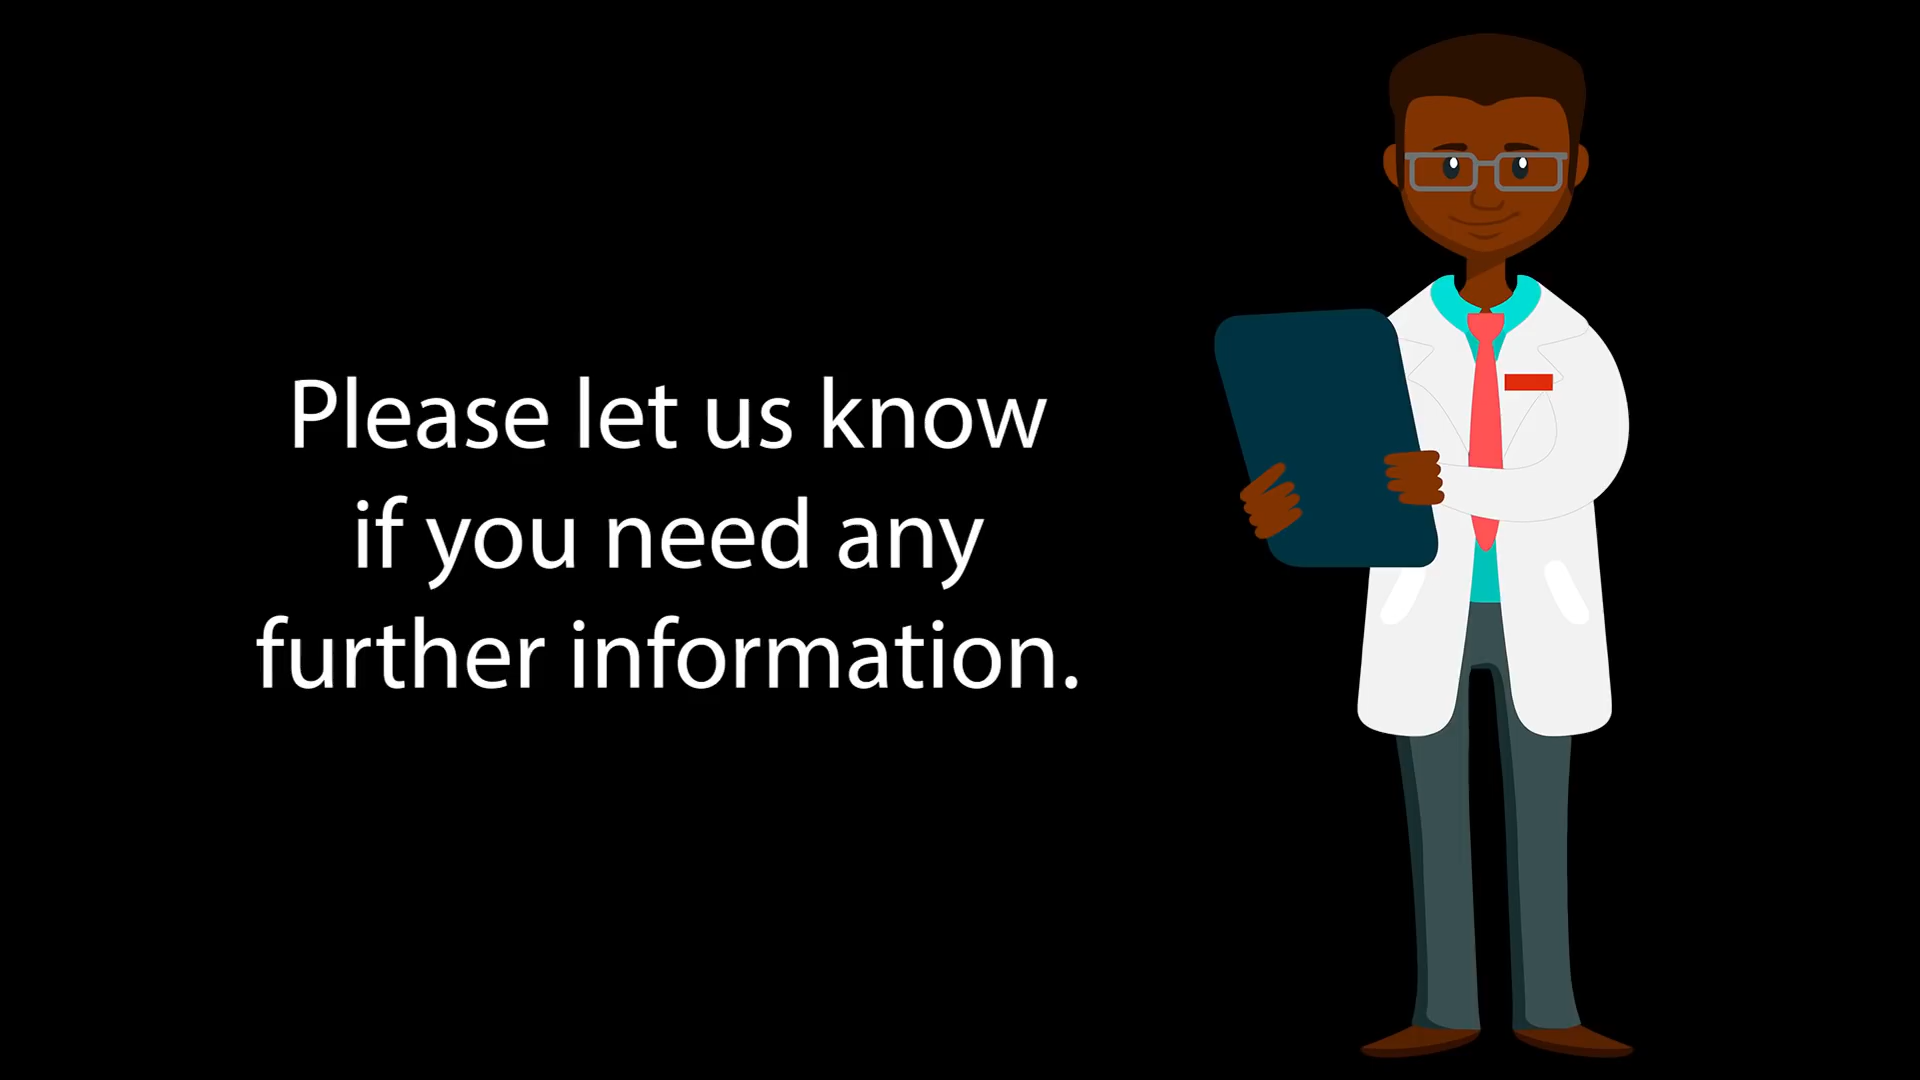 Please let us know
if you need any
further information.